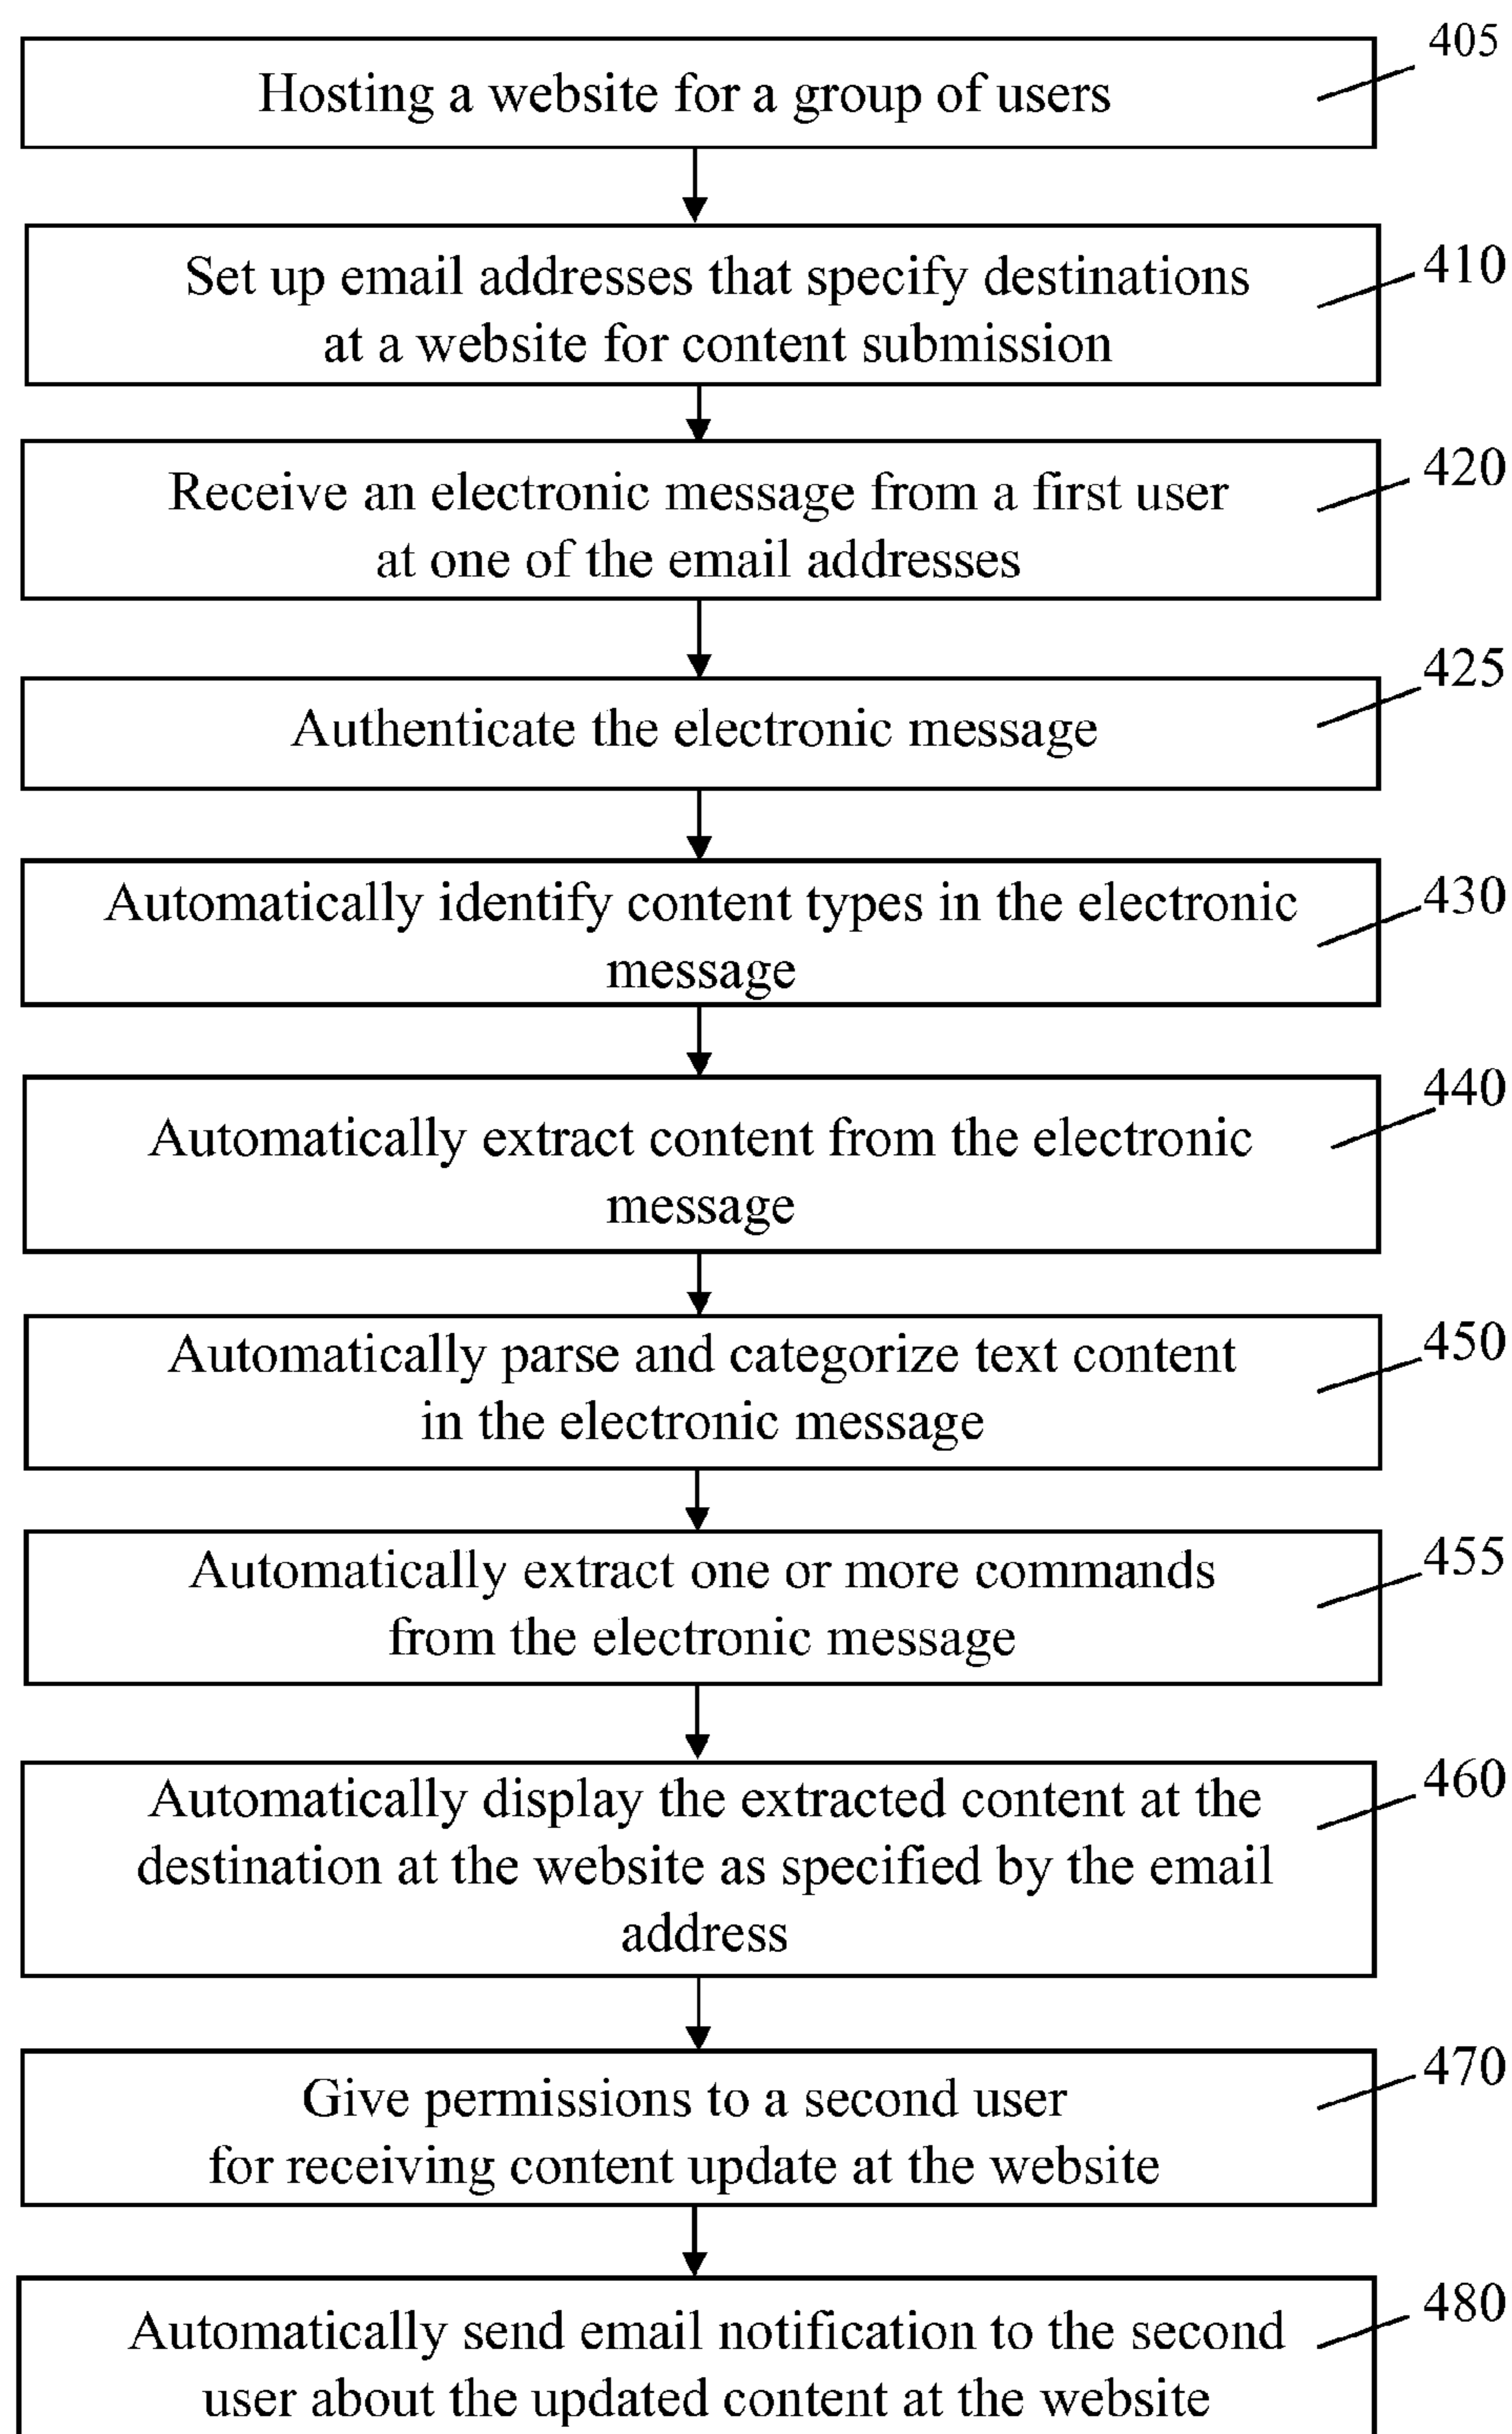 405
Hosting a website for a group of users
410
Set up email addresses that specify destinations
at a website for content submission
420
Receive an electronic message from a first user
at one of the email addresses
425
Authenticate the electronic message
430
Automatically identify content types in the electronic
message
440
Automatically extract content from the electronic
message
450
Automatically parse and categorize text content
in the electronic message
455
Automatically extract one or more commands
from the electronic message
460
Automatically display the extracted content at the
destination at the website as specified by the email
address
470
Give permissions to a second user
for receiving content update at the website
480
Automatically send email notification to the second
user about the updated content at the website